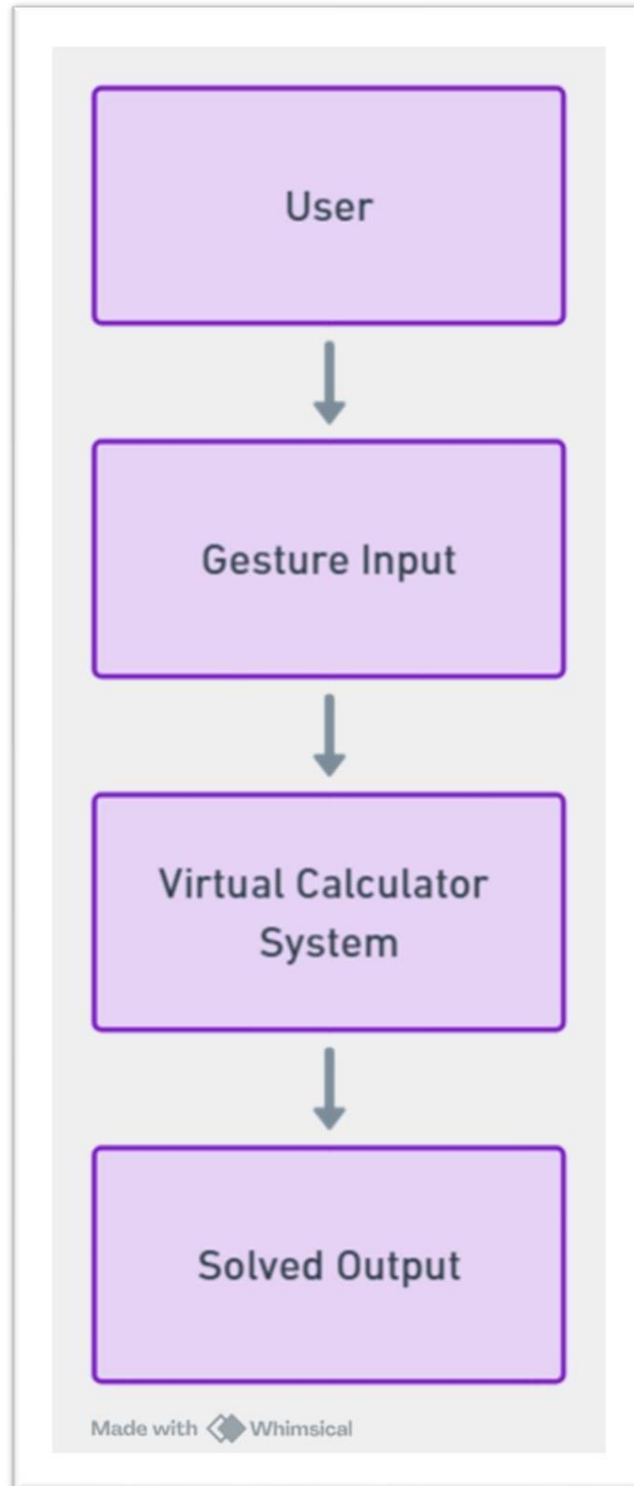 User
Gesture Input
Virtual Calculator
System
Solved Output
Made with Whimsical